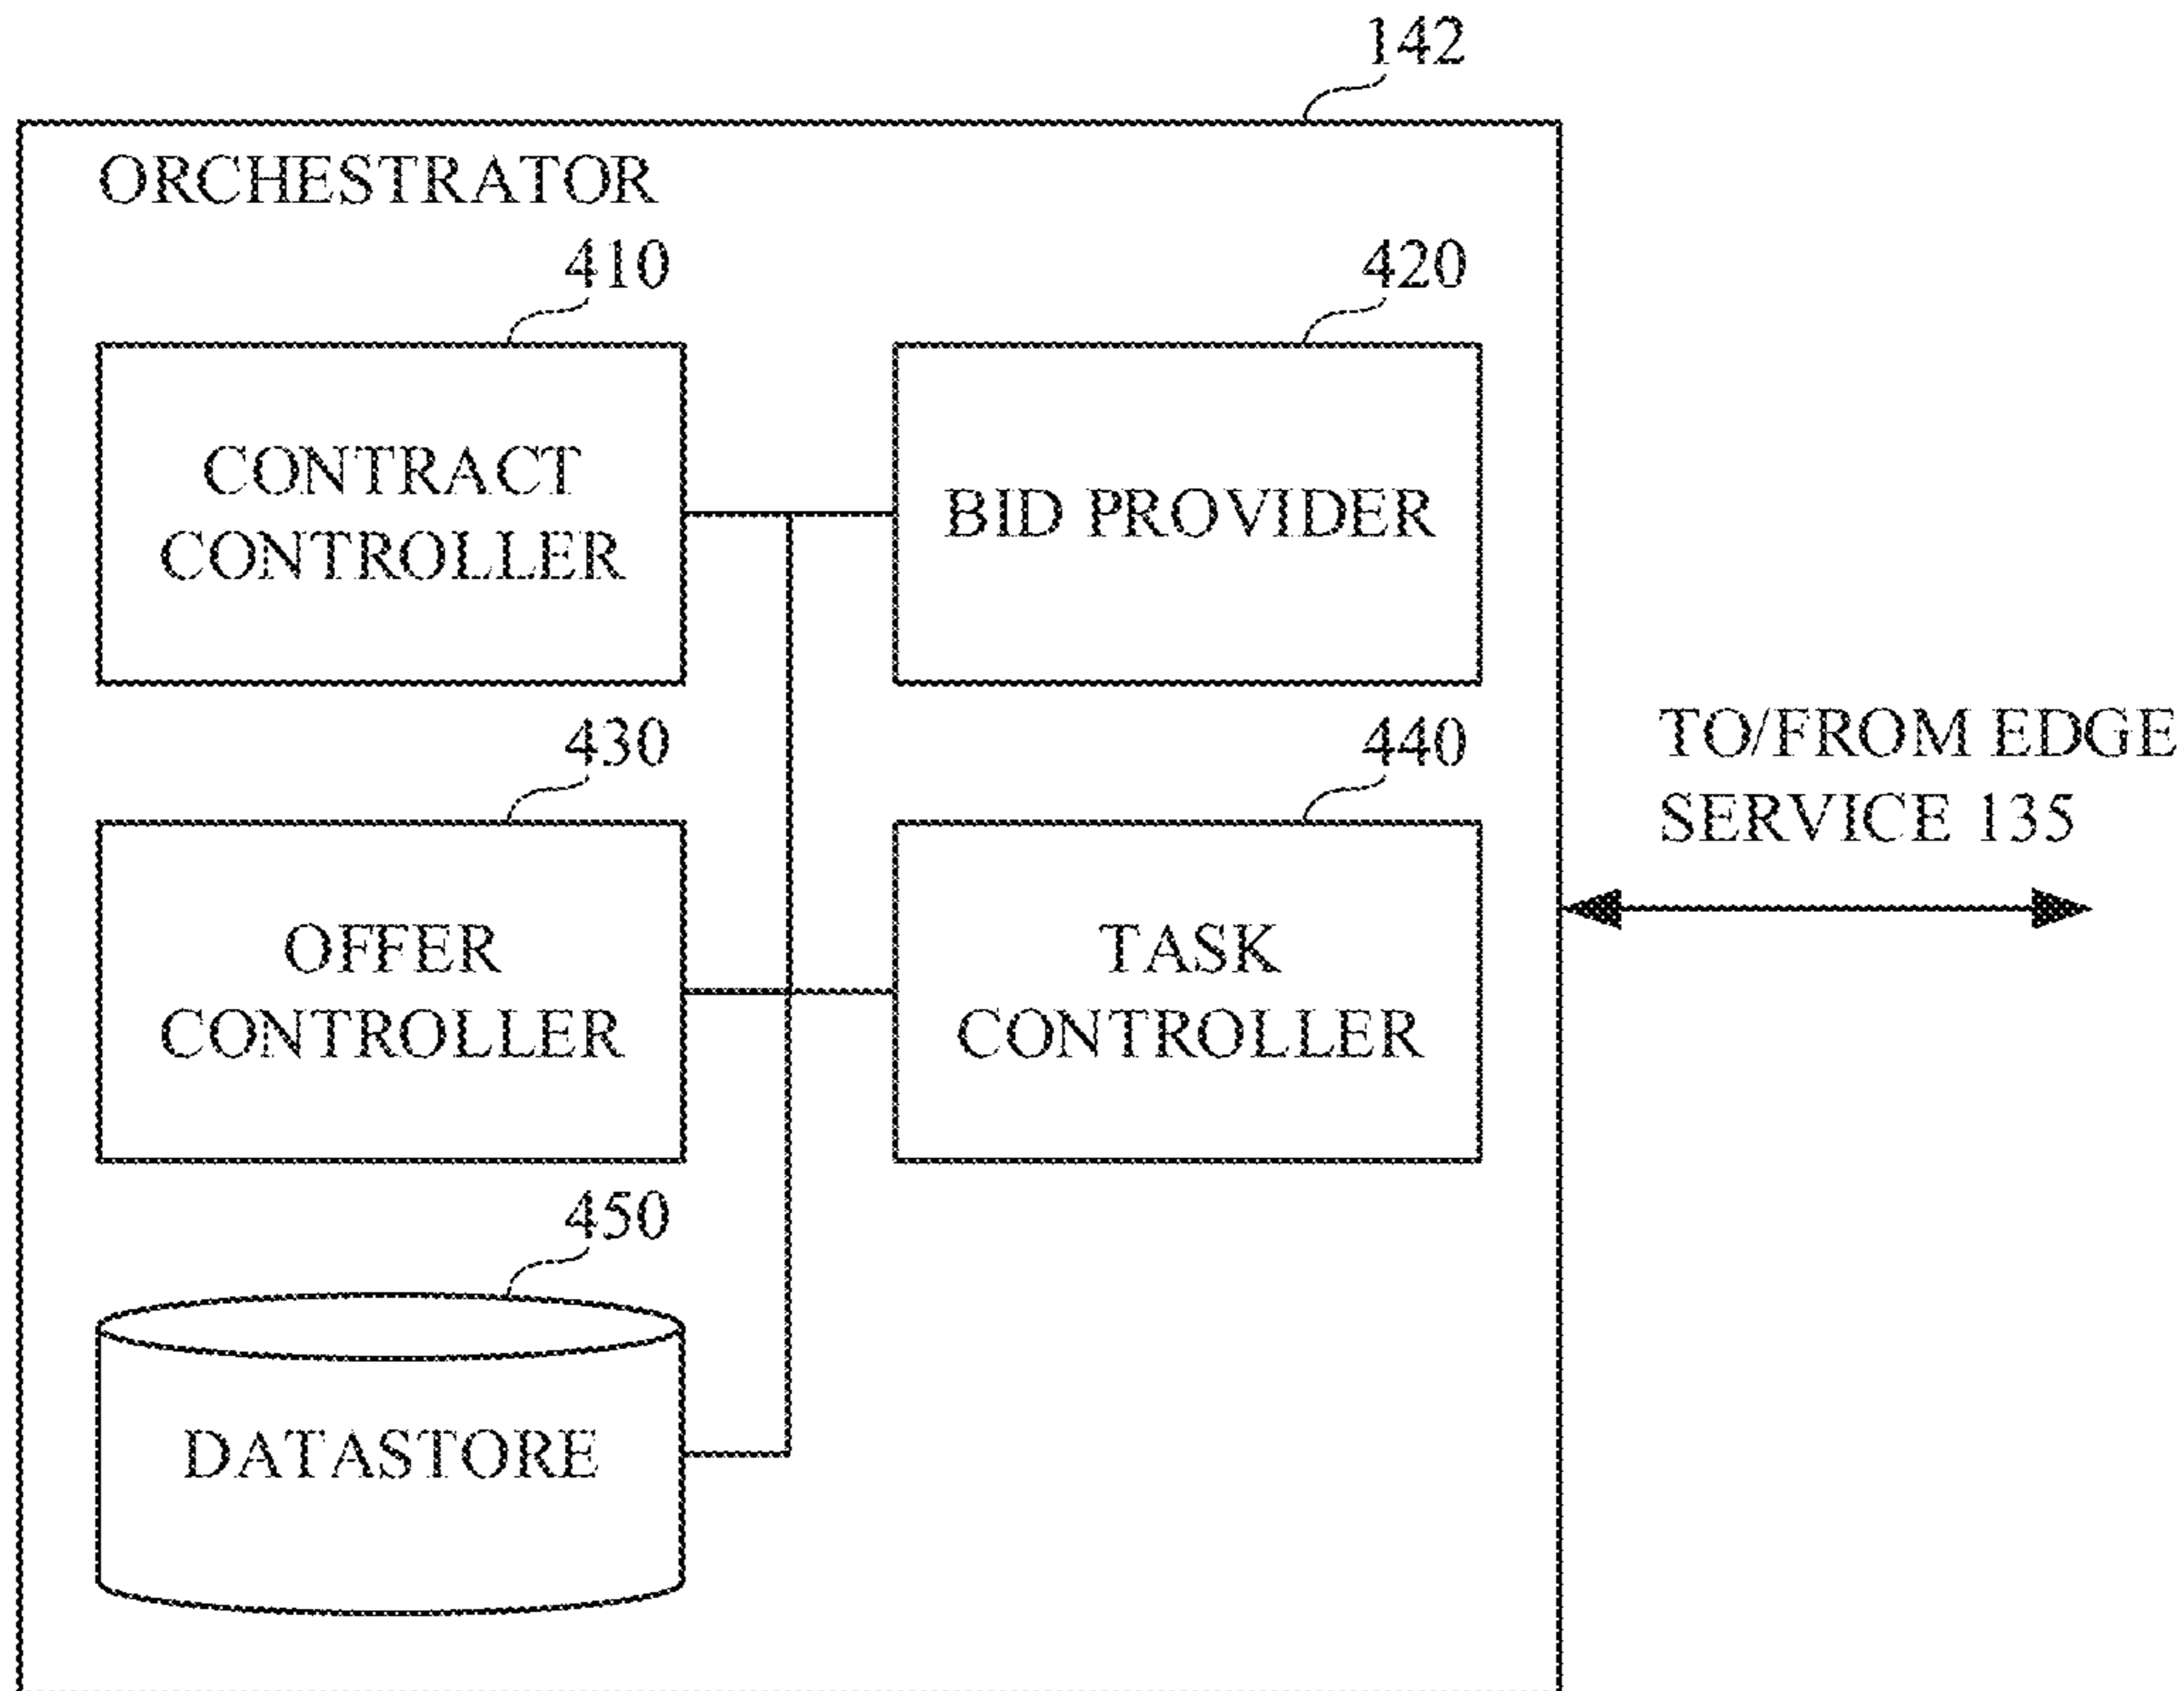 142
ORCHESTRATOR
410
420
CONTRACT
CONTROLLER
BID PROVIDER
430
440
TO/FROM EDGE
SERVICE 135
OFFER
CONTROLLER
TASK
CONTROLLER
450
DATASTORE